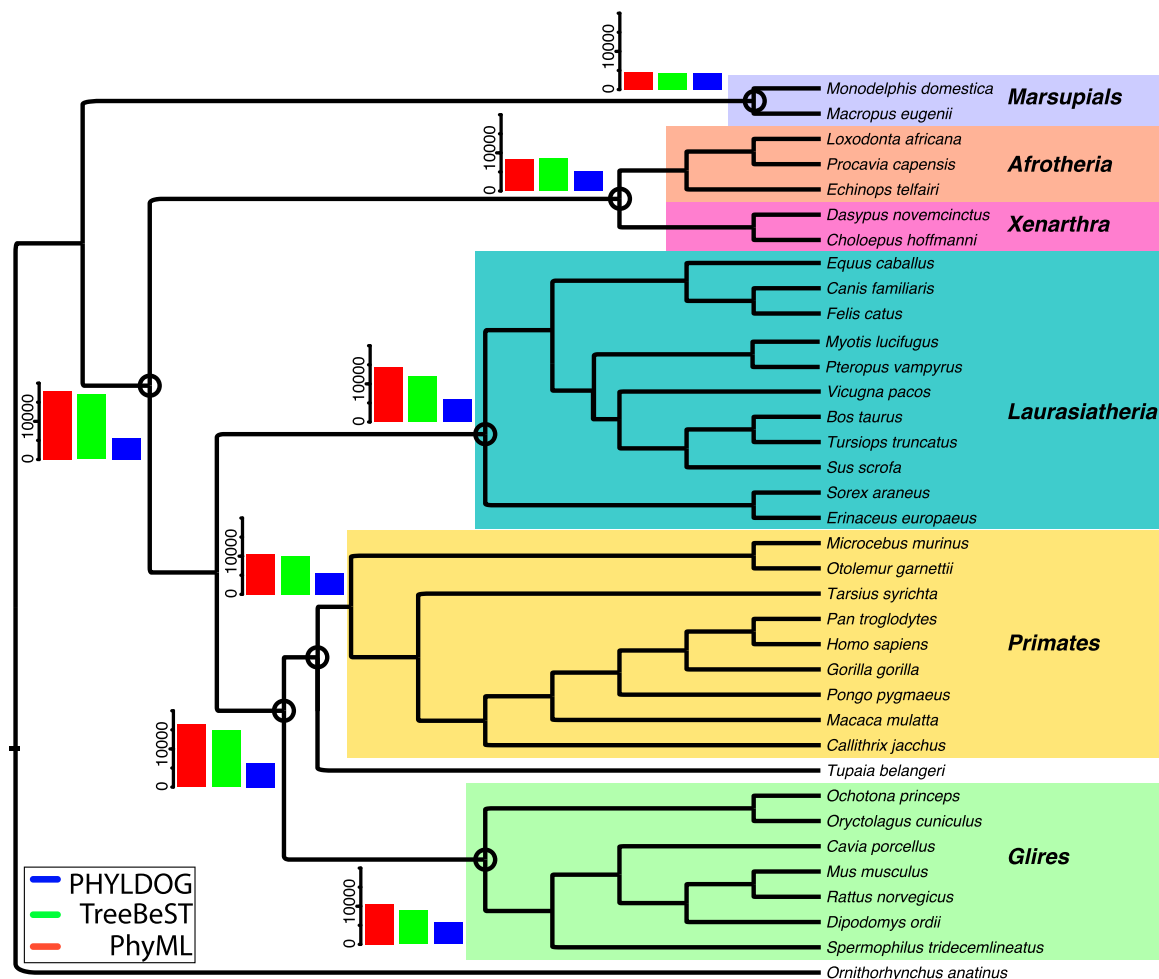 0 10000
Monodelphis domestica
Marsupials
Macropus eugenii
0 10000
Loxodonta africana
Procavia capensis
Afrotheria
Echinops telfairi
Dasypus novemcinctus
Xenarthra
Choloepus hoffmanni
Equus caballus
Canis familiaris
Felis catus
Myotis lucifugus
0 10000
Pteropus vampyrus
Vicugna pacos
Laurasiatheria
0 10000
Bos taurus
Tursiops truncatus
Sus scrofa
Sorex araneus
Erinaceus europaeus
0 10000
Microcebus murinus
Otolemur garnettii
Tarsius syrichta
Pan troglodytes
Homo sapiens
Primates
Gorilla gorilla
Pongo pygmaeus
Macaca mulatta
0 10000
Callithrix jacchus
Tupaia belangeri
Ochotona princeps
Oryctolagus cuniculus
Cavia porcellus
Glires
Mus musculus
Rattus norvegicus
0 10000
Dipodomys ordii
Spermophilus tridecemlineatus
Ornithorhynchus anatinus
PHYLDOG
TreeBeST
PhyML